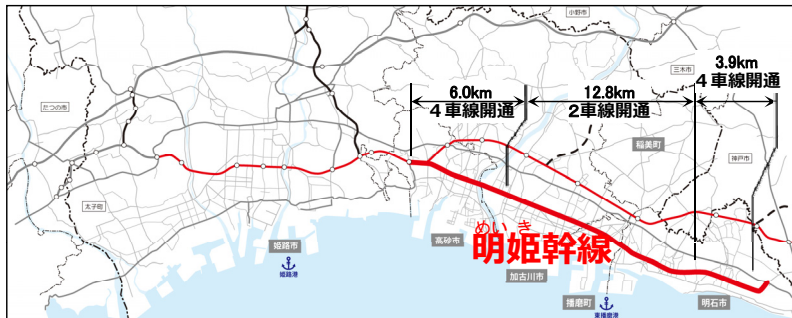 小野市
三木市
3.9km
4車線開通
6.0km
4車線開通
12.8km
2車線開通
たつの市
稲美町
神戸市
太子町
めいき
明姫幹線
姫路市
姫路港
高砂市
加古川市
播磨町
東播磨港
明石市